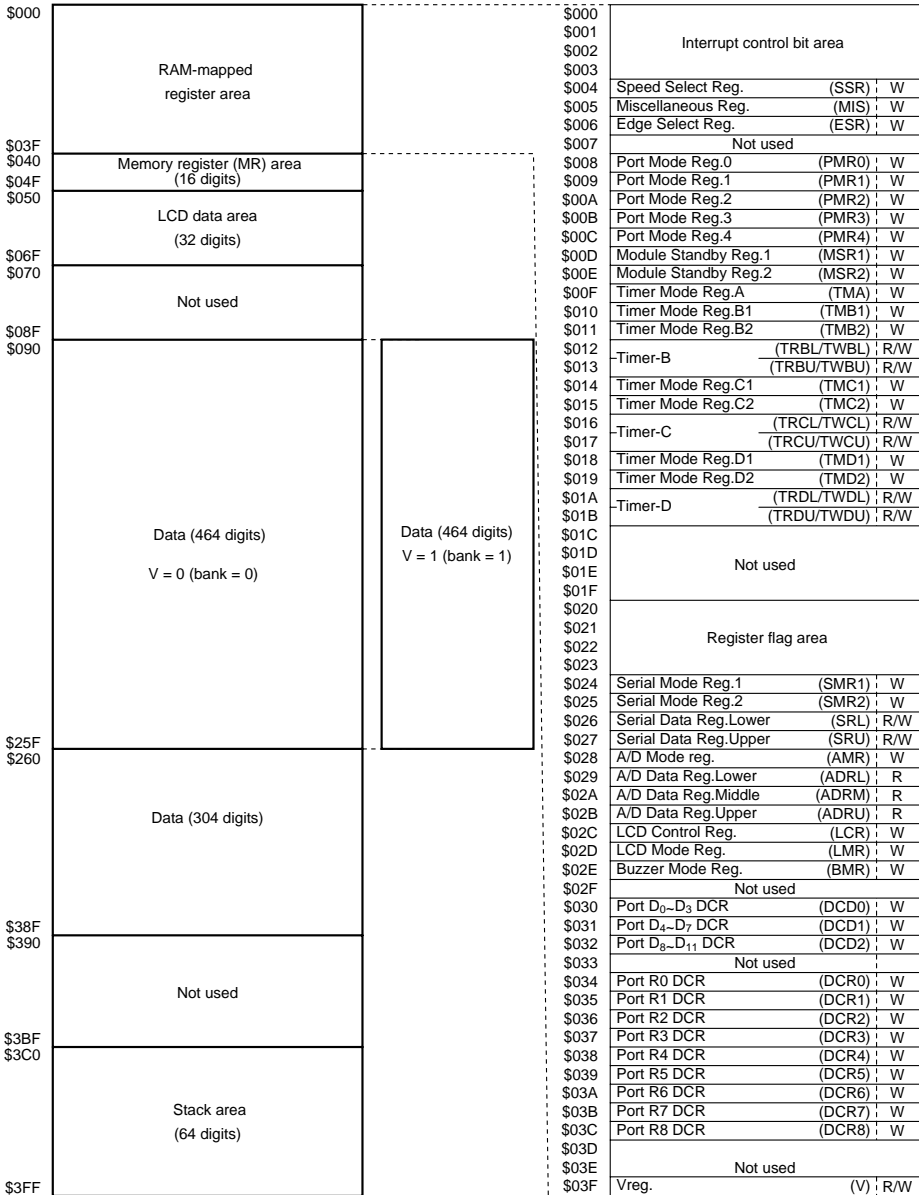 $000
RAM-mapped
register area
$03F
$040
Memory register (MR) area
(16 digits)
$04F
$050
LCD data area
(32 digits)
$06F
$070
Not used
$08F
$090
Data (464 digits)
V = 0 (bank = 0)
Data (464 digits)
V = 1 (bank = 1)
$25F
$260
Data (304 digits)
$38F
$390
Not used
$3BF
$3C0
Stack area
(64 digits)
$3FF
$000
$001
Interrupt control bit area
$002
$003
$004 Speed Select Reg. (SSR) W
$005 Miscellaneous Reg. (MIS) W
$006 Edge Select Reg. (ESR) W
$007 Not used
$008 Port Mode Reg.0 (PMR0) W
$009 Port Mode Reg.1 (PMR1) W
$00A Port Mode Reg.2 (PMR2) W
$00B Port Mode Reg.3 (PMR3) W
$00C Port Mode Reg.4 (PMR4) W
$00D Module Standby Reg.1 (MSR1) W
$00E Module Standby Reg.2 (MSR2) W
$00F Timer Mode Reg.A (TMA) W
$010 Timer Mode Reg.B1 (TMB1) W
$011 Timer Mode Reg.B2 (TMB2) W
$012 (TRBL/TWBL) R/W
Timer-B
$013 (TRBU/TWBU) R/W
$014 Timer Mode Reg.C1 (TMC1) W
$015 Timer Mode Reg.C2 (TMC2) W
$016 (TRCL/TWCL) R/W
Timer-C
$017 (TRCU/TWCU) R/W
$018 Timer Mode Reg.D1 (TMD1) W
$019 Timer Mode Reg.D2 (TMD2) W
$01A (TRDL/TWDL) R/W
Timer-D
$01B (TRDU/TWDU) R/W
$01C
$01D
Not used
$01E
$01F
$020
$021
Register flag area
$022
$023
$024 Serial Mode Reg.1 (SMR1) W
$025 Serial Mode Reg.2 (SMR2) W
$026 Serial Data Reg.Lower (SRL) R/W
$027 Serial Data Reg.Upper (SRU) R/W
$028 A/D Mode reg. (AMR) W
$029 A/D Data Reg.Lower (ADRL) R
$02A A/D Data Reg.Middle (ADRM) R
$02B A/D Data Reg.Upper (ADRU) R
$02C LCD Control Reg. (LCR) W
$02D LCD Mode Reg. (LMR) W
$02E Buzzer Mode Reg. (BMR) W
$02F Not used
$030 Port D0~D3 DCR (DCD0) W
$031 Port D4~D7 DCR (DCD1) W
$032 Port D8~D11 DCR (DCD2) W
$033 Not used
$034 Port R0 DCR (DCR0) W
$035 Port R1 DCR (DCR1) W
$036 Port R2 DCR (DCR2) W
$037 Port R3 DCR (DCR3) W
$038 Port R4 DCR (DCR4) W
$039 Port R5 DCR (DCR5) W
$03A Port R6 DCR (DCR6) W
$03B Port R7 DCR (DCR7) W
$03C Port R8 DCR (DCR8) W
$03D
$03E Not used
$03F Vreg. (V) R/W